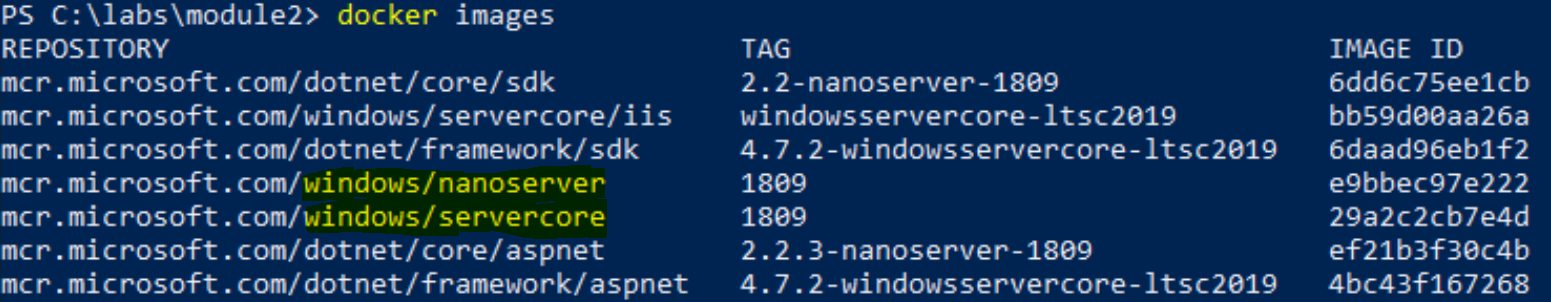 PS C:\labs\module2> docker images
REPOSITORY TAG IMAGE ID
mcr.microsoft.com/dotnet/core/sdk 2.2-nanoserver-1809 6dd6c75ee1cb
mcr.microsoft.com/windows/servercore/iis windowsservercore-ltsc2019 bb59d00aa26a
mcr.microsoft.com/dotnet/framework/sdk 4.7.2-windowsservercore-ltsc2019 6daad96eb1f2
mcr.microsoft.com/windows/nanoserver 1809 e9bbec97e222
mcr.microsoft.com/windows/servercore 1809 29a2c2cb7e4d
mcr.microsoft.com/dotnet/core/aspnet 2.2.3-nanoserver-1809 ef21b3f30c4b
mcr.microsoft.com/dotnet/framework/aspnet 4.7.2-windowsservercore-ltsc2019 4bc43f167268